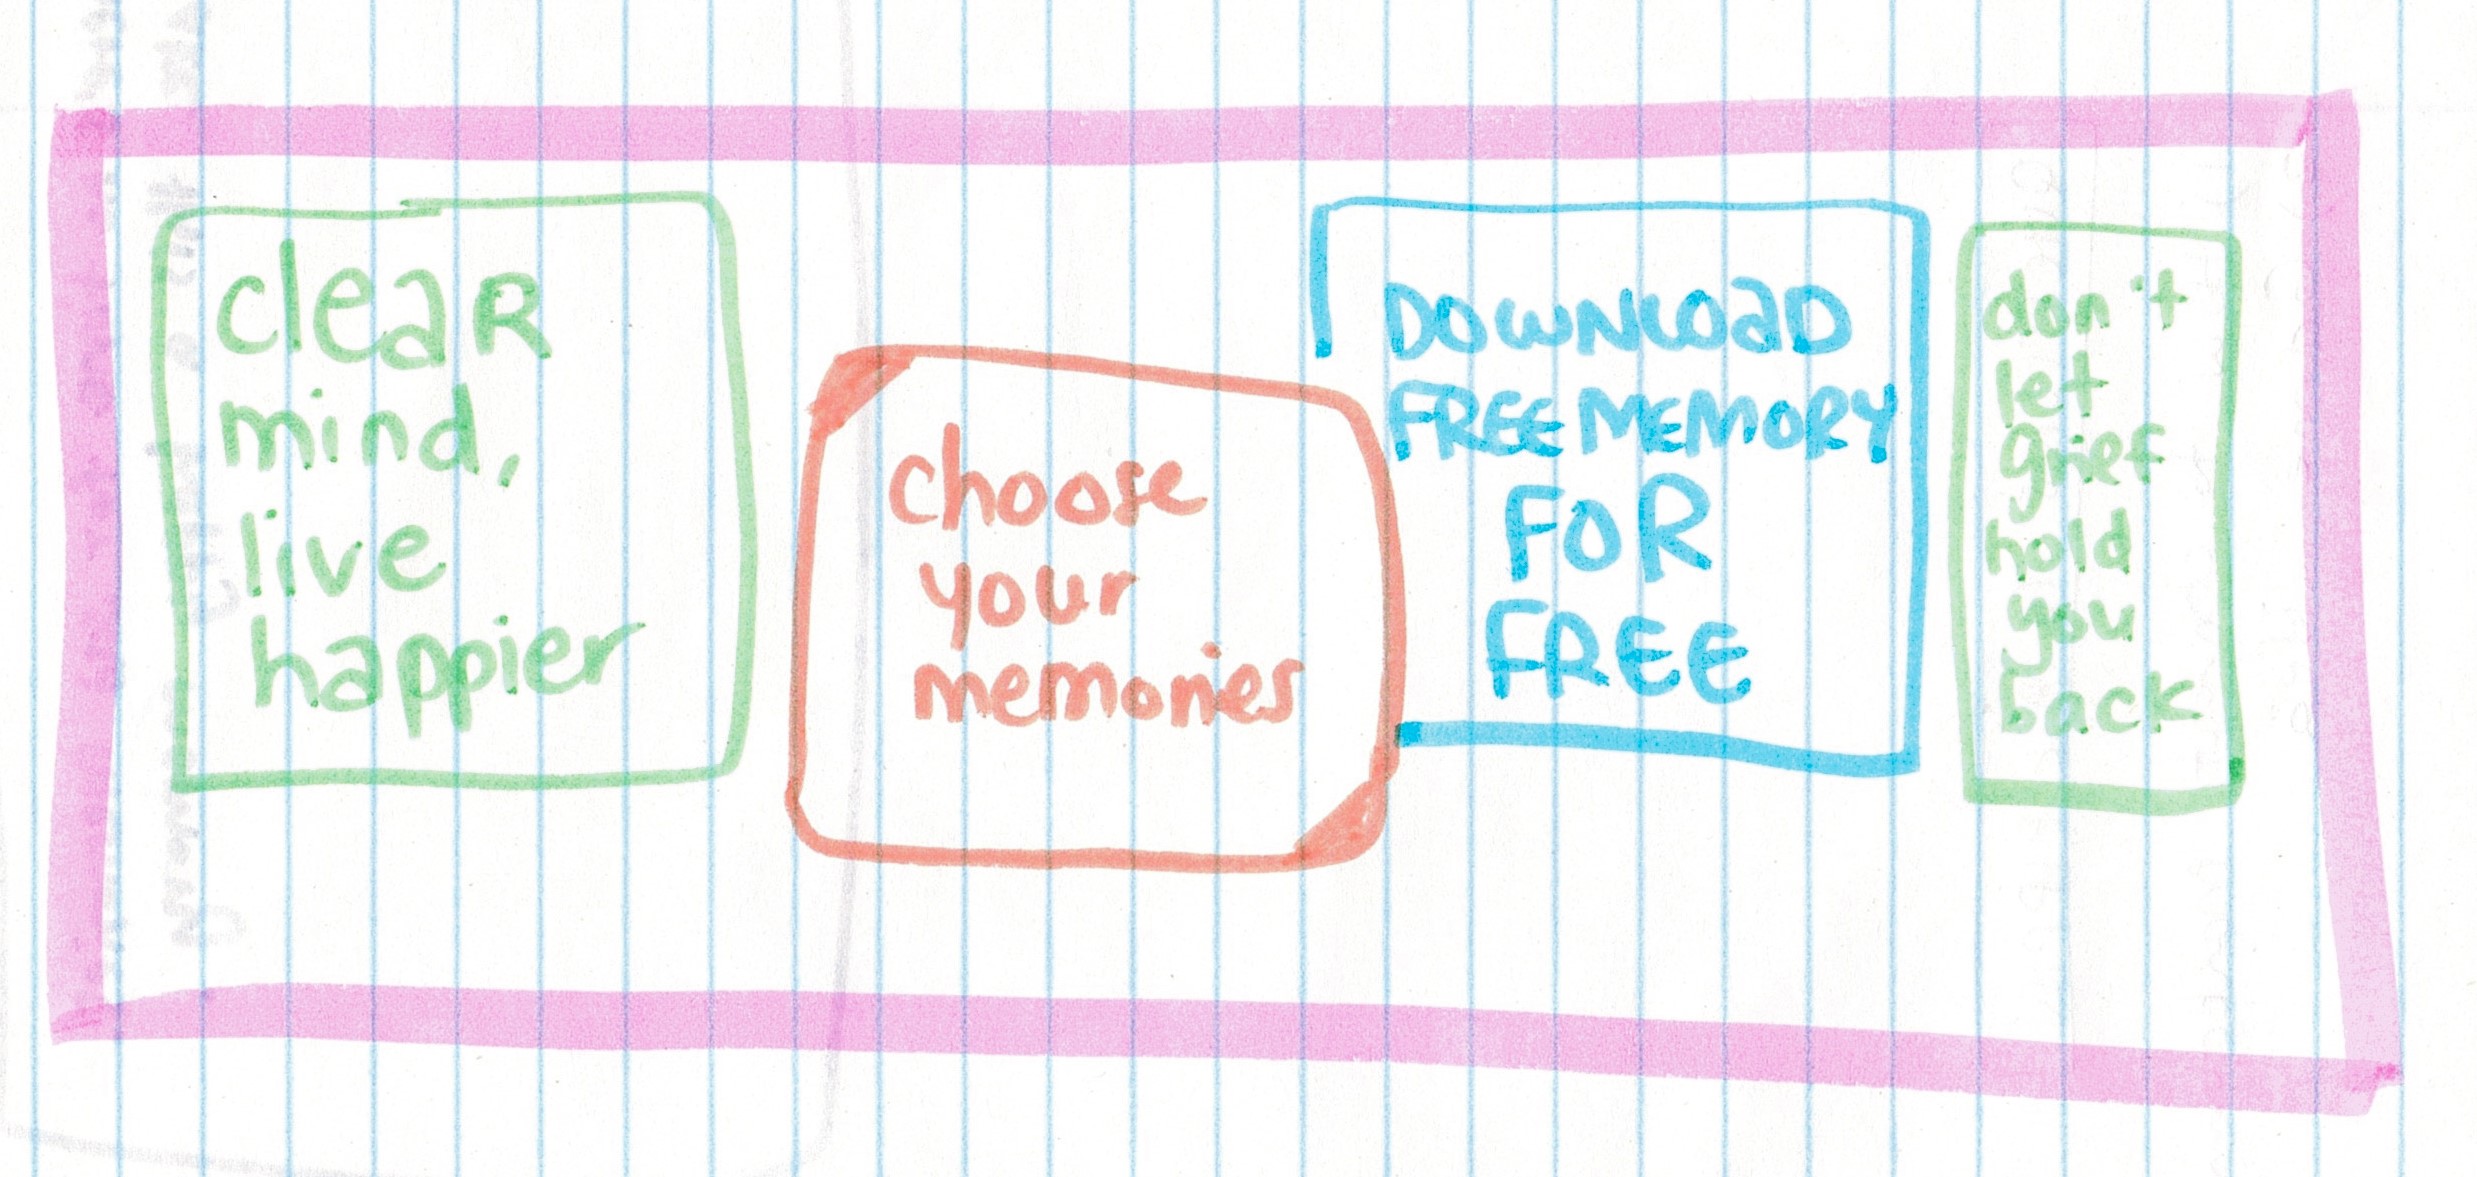 cleaR
mind,
live
happier
choose
your
memories
DOWNLOaD
FREE MEMORY
FOR
FREE
don't
let
grief
hold
you
back